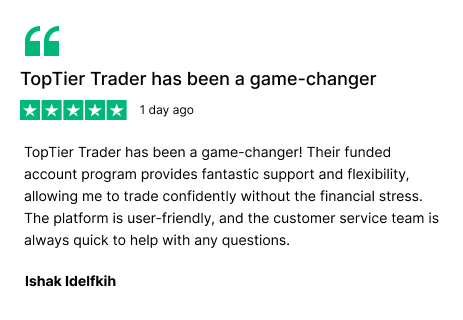 TopTier Trader has been a game-changer
1 day ago
TopTier Trader has been a game-changer! Their funded
account program provides fantastic support and flexibility,
allowing me to trade confidently without the financial stress.
The platform is user-friendly, and the customer service team is
always quick to help with any questions.
Ishak Idelfkih